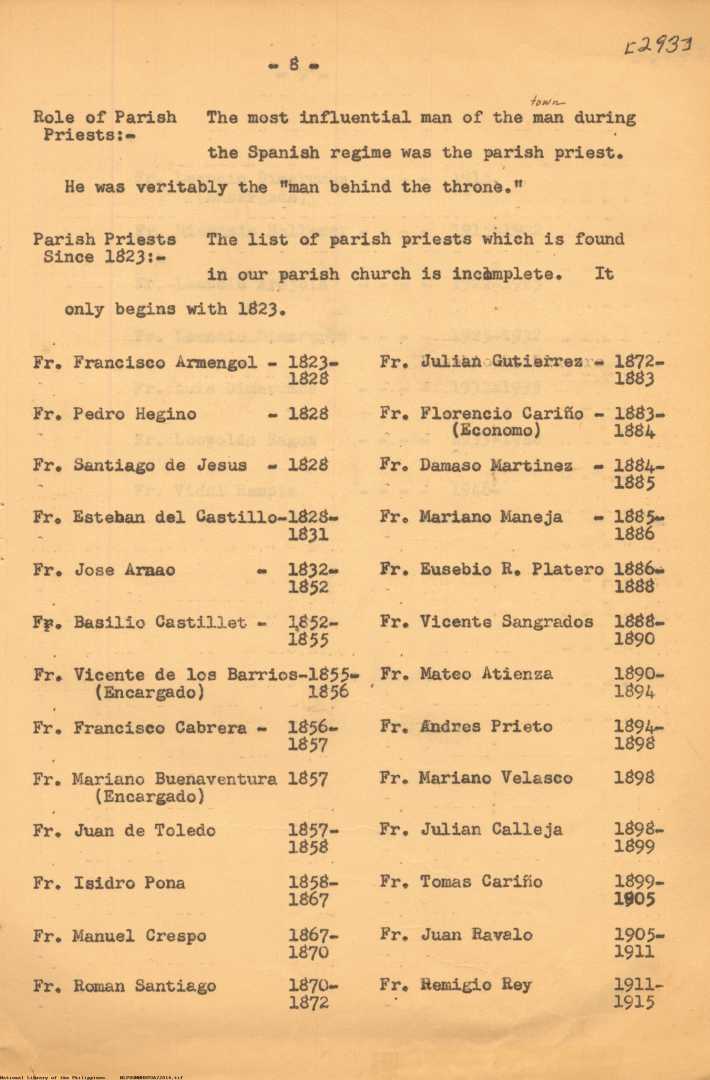 - 8 -
town
Role of Parish The most influential man of the man during
Priests:-
the Spanish regime was the parish priest.
He was veritably the "man behind the throne."
Parish Priests The list of parish priests which is found
Since 1823:-
in our parish church is incomplete. It
only begins with 1823.
Fr. Francisco Armengol - 1823-
1828
Fr. Pedro Hegino - 1828
Fr. Santiago de Jesus - 1828
Fr. Esteban del Castillo-1828-
1831
Fr. Jose Arnao - 1832-
1852
Fr. Basilio Castillet - 1852-
1855
Fr. Vicente de los Barrios-1855-
(Encargado) 1856
Fr. Francisco Cabrera - 1856-
1857
Fr. Mariano Buenaventura 1857
(Encargado)
Fr. Juan de Toledo 1857-
1858
Fr. Isidro Pona 1858-
1867
Fr. Manuel Crespo 1867-
1870
Fr. Roman Santiago 1870-
1872
Fr. Julian Gutierrez - 1872-
1883
Fr. Florencio Cariño - 1883-
(Economo) 1884
Fr. Damaso Martinez - 1884-
1885
Fr. Mariano Maneja - 1885-
1886
Fr. Eusebio R. Platero 1886-
1888
Fr. Vicente Sangrados 1888-
1890
Fr. Mateo Atienza 1890-
1894
Fr. Andres Prieto 1894-
1898
Fr. Mariano Velasco 1898
Fr. Julian Calleja 1898-
1899
Fr. Tomas Cariño 1899-
1905
Fr. Juan Ravalo 1905-
1911
Fr. Remigio Rey 1911-
1915
National Library of the Philippines